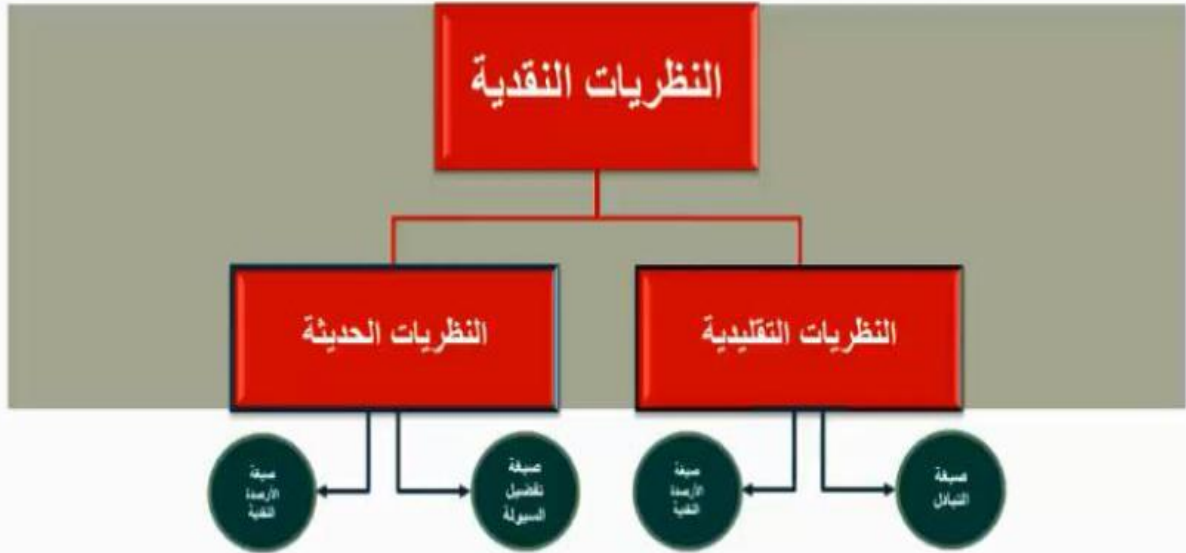 النظريات النقدية
النظريات التقليدية
النظريات الحديثة
صيغة
التبادل
صيغة
الأرصدة
النقدية
صيغة
تفضيل
السيولة
صيغة
الأرصدة
النقدية